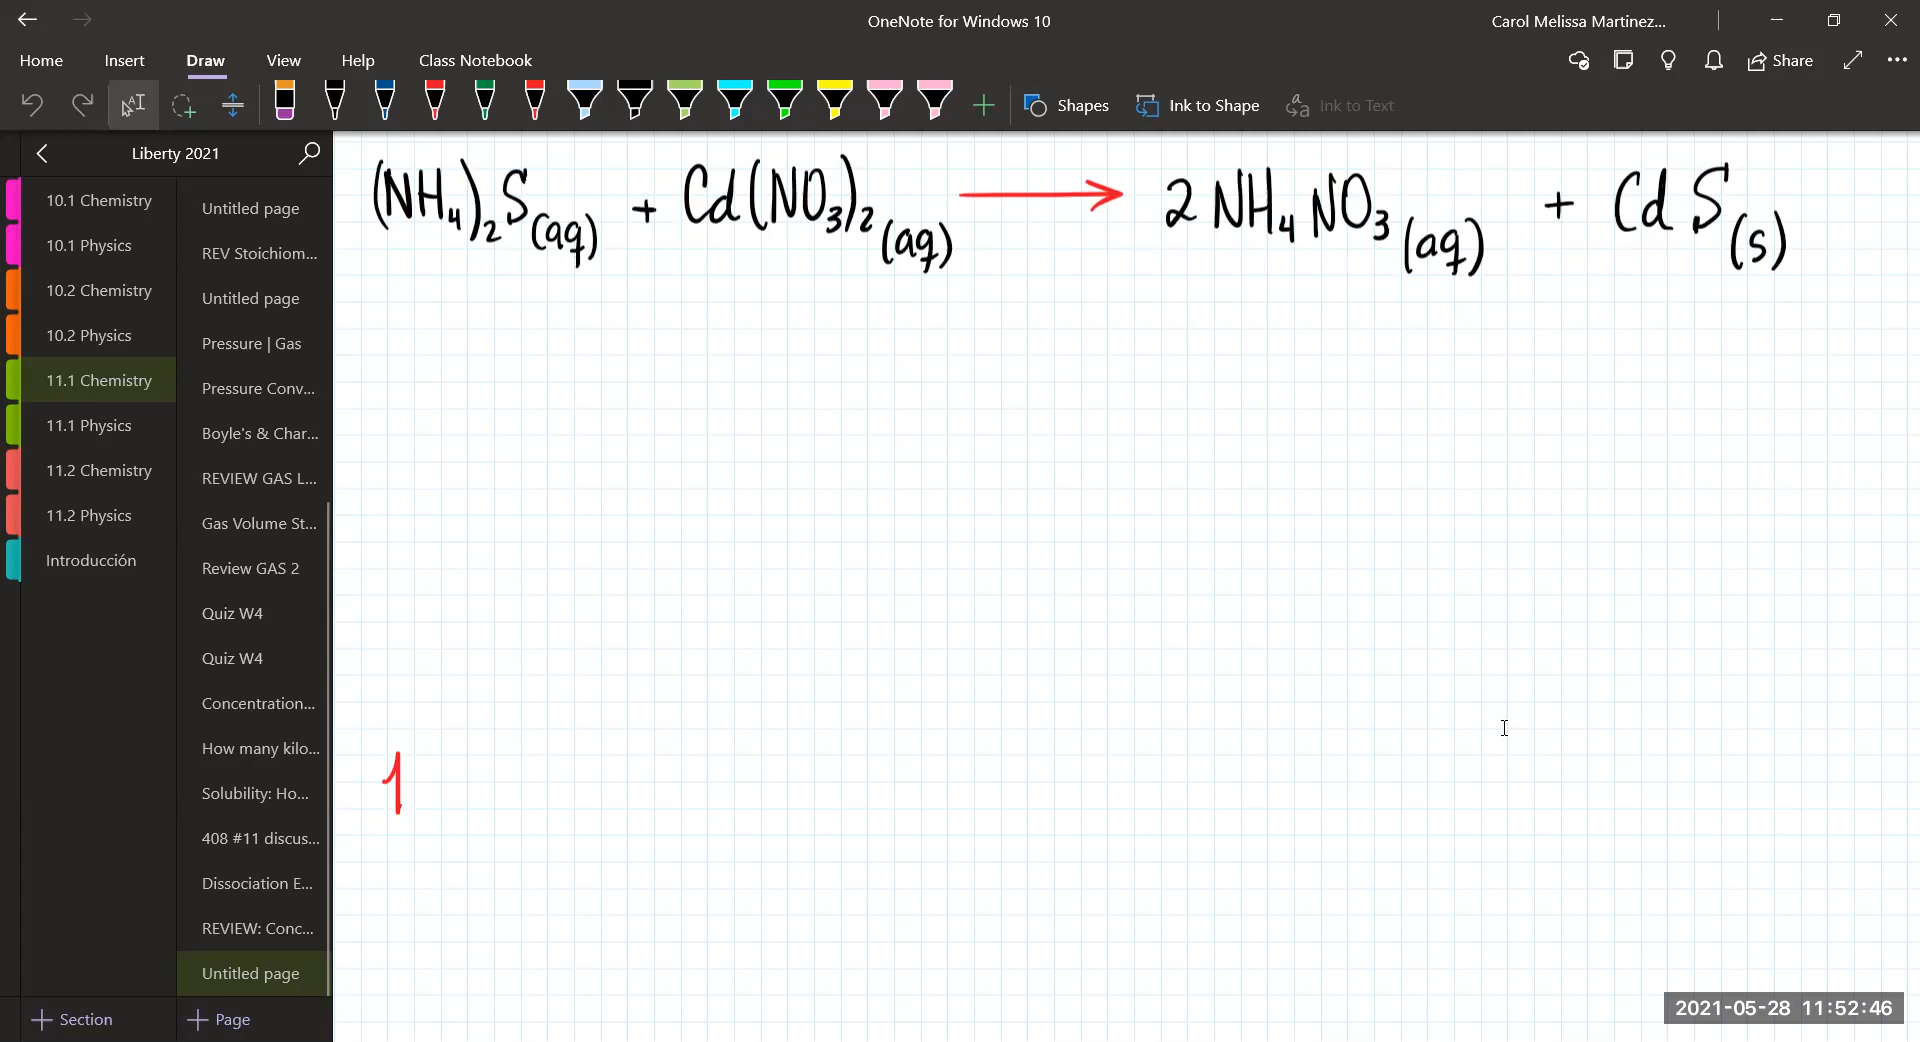 OneNote for Windows 10
Carol Melissa Martinez...
Home Insert Draw View Help Class Notebook
Share
Shapes Ink to Shape Ink to Text
Liberty 2021
10.1 Chemistry
10.1 Physics
10.2 Chemistry
10.2 Physics
11.1 Chemistry
11.1 Physics
11.2 Chemistry
11.2 Physics
Introducción
Untitled page
REV Stoichiom...
Untitled page
Pressure | Gas
Pressure Conv...
Boyle's & Char...
REVIEW GAS L...
Gas Volume St...
Review GAS 2
Quiz W4
Quiz W4
Concentration...
How many kilo...
Solubility: Ho...
408 #11 discus...
Dissociation E...
REVIEW: Conc...
Untitled page
Section
Page
(NH₄)₂S(aq) + Cd(NO₃)₂(aq) → 2 NH₄NO₃(aq) + CdS(s)
1
2021-05-28 11:52:46